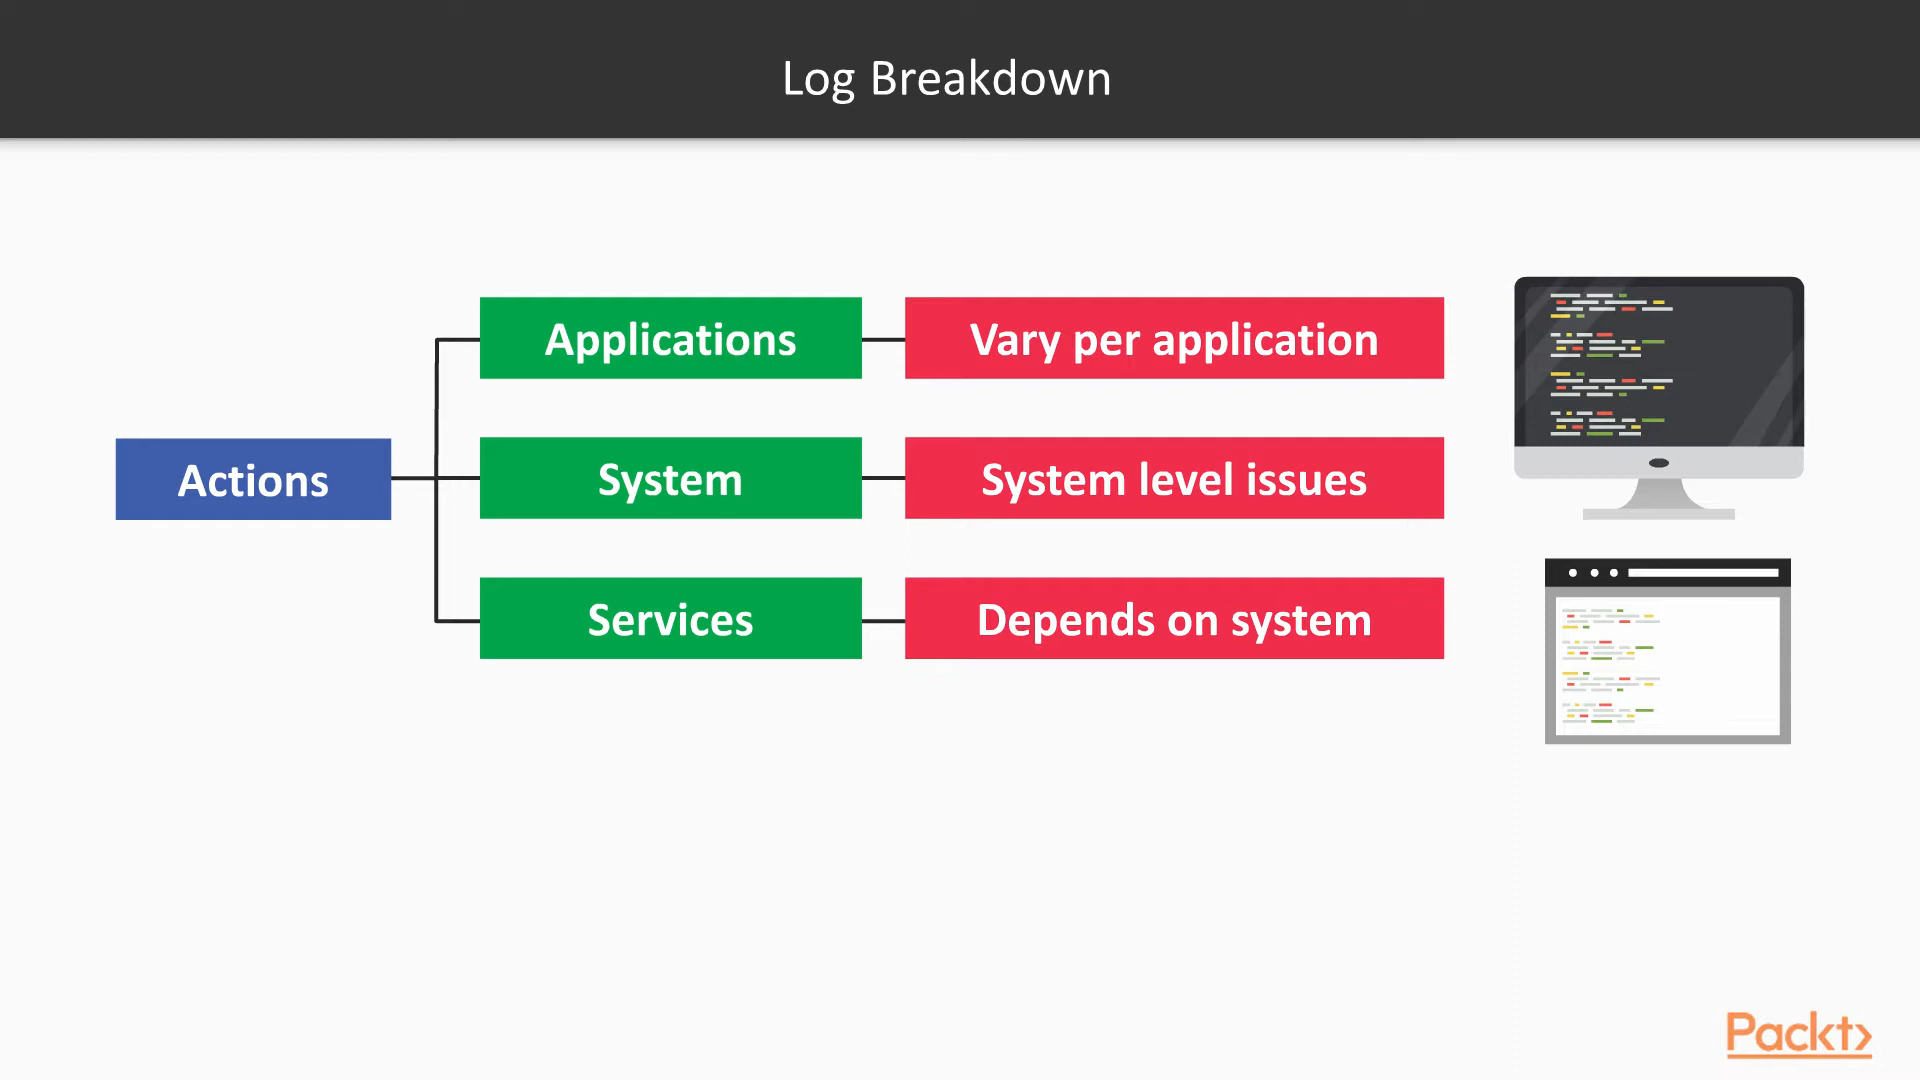 Log Breakdown
Applications
Vary per application
Actions
System
System level issues
Services
Depends on system
Packt